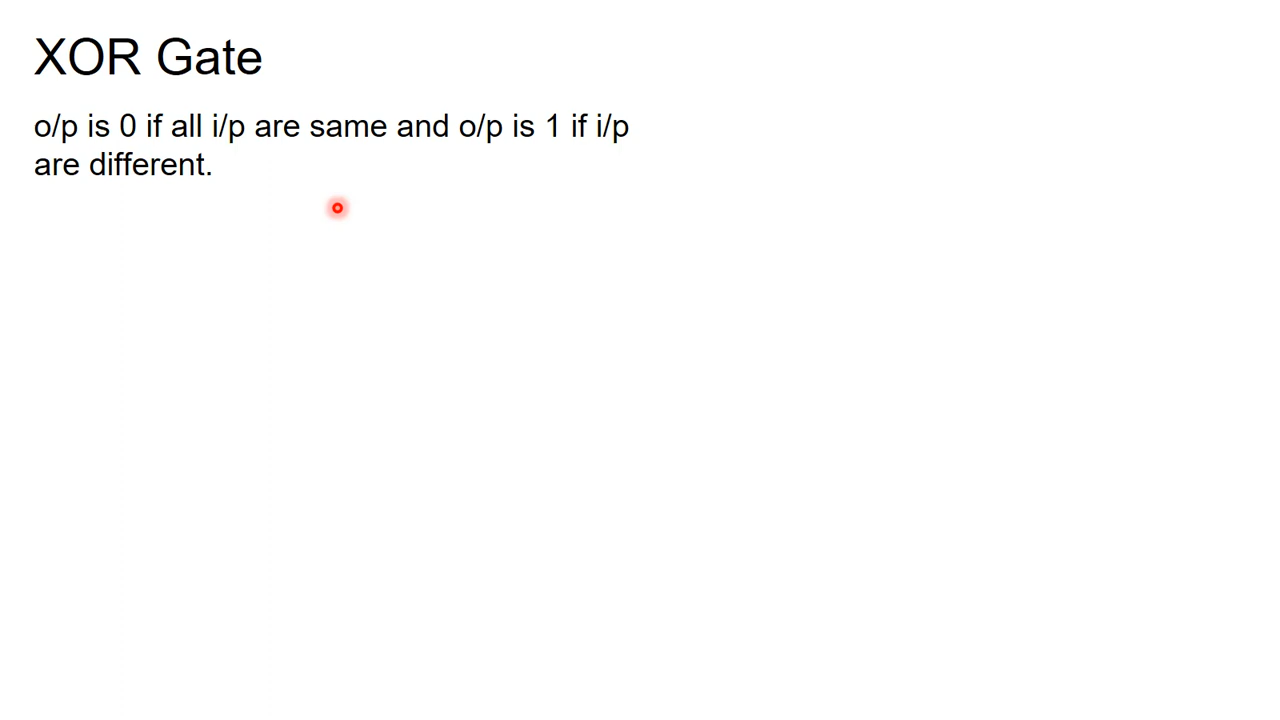 XOR Gate
o/p is 0 if all i/p are same and o/p is 1 if i/p
are different.